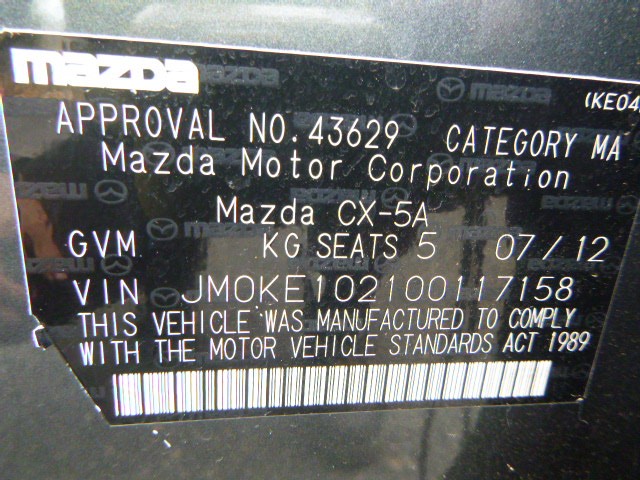 mazda
(KE04
APPROVAL NO. 43629 CATEGORY MA
Mazda Motor Corporation
Mazda CX-5A
GVM KG SEATS 5 07/12
VIN JM0KE102100117158
THIS VEHICLE WAS MANUFACTURED TO COMPLY
WITH THE MOTOR VEHICLE STANDARDS ACT 1989